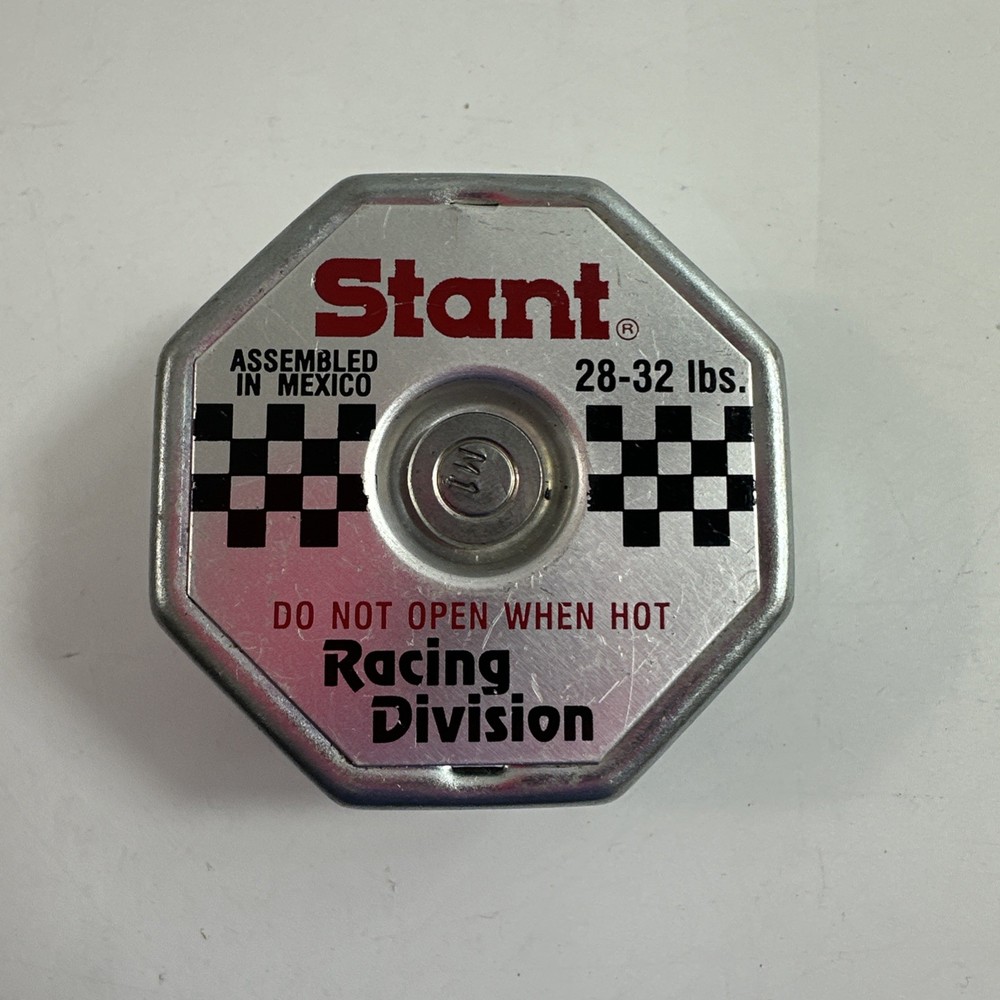 Stant®
ASSEMBLED
IN MEXICO
28-32 lbs.
M1
DO NOT OPEN WHEN HOT
Racing
Division